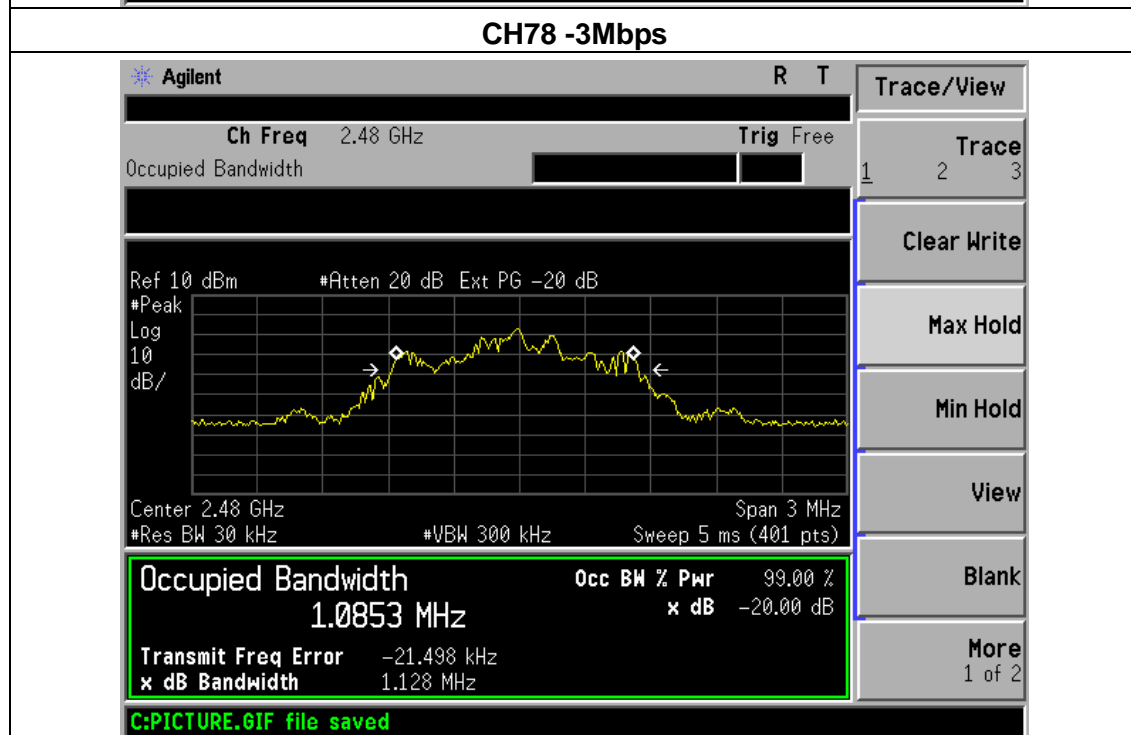 CH78 -3Mbps
Agilent R T
Ch Freq 2.48 GHz Trig Free
Occupied Bandwidth
Ref 10 dBm #Atten 20 dB Ext PG -20 dB
#Peak
Log
10
dB/
Center 2.48 GHz Span 3 MHz
#Res BW 30 kHz #VBW 300 kHz Sweep 5 ms (401 pts)
Occupied Bandwidth Occ BW % Pwr 99.00 %
1.0853 MHz x dB -20.00 dB
Transmit Freq Error -21.498 kHz
x dB Bandwidth 1.128 MHz
C:PICTURE.GIF file saved
Trace/View
Trace
1 2 3
Clear Write
Max Hold
Min Hold
View
Blank
More
1 of 2